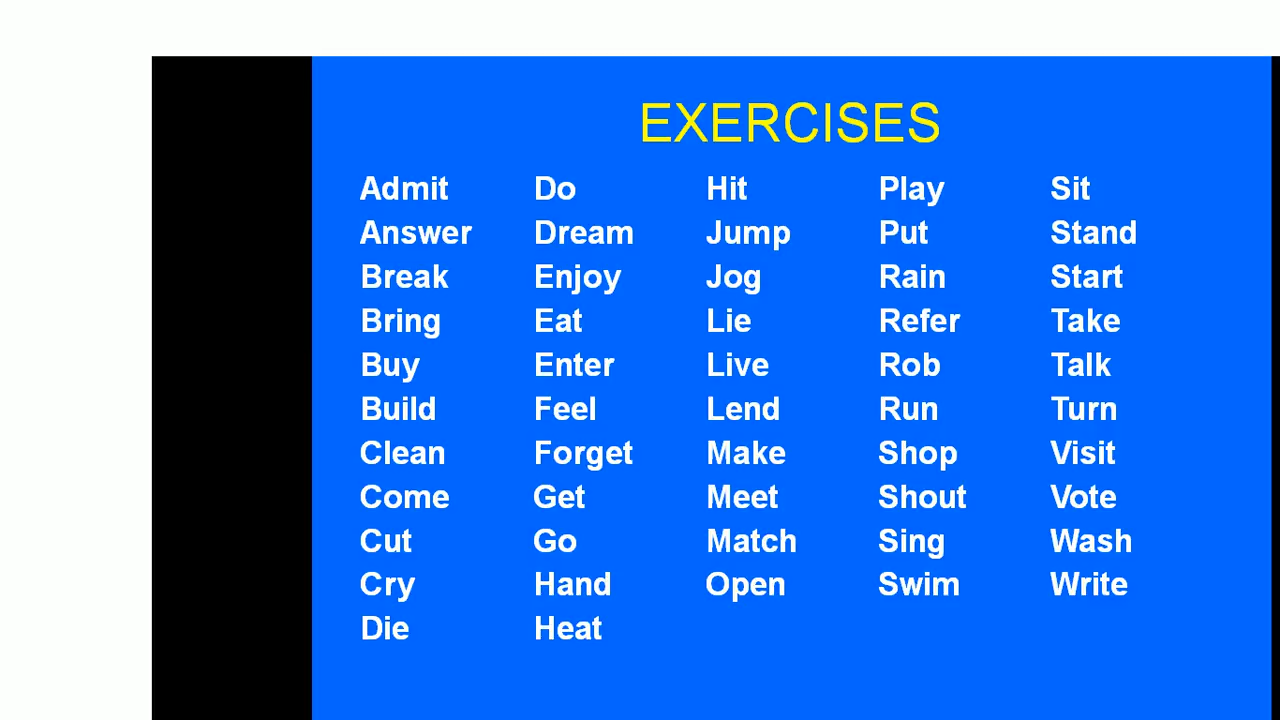 EXERCISES
Admit Do Hit Play Sit
Answer Dream Jump Put Stand
Break Enjoy Jog Rain Start
Bring Eat Lie Refer Take
Buy Enter Live Rob Talk
Build Feel Lend Run Turn
Clean Forget Make Shop Visit
Come Get Meet Shout Vote
Cut Go Match Sing Wash
Cry Hand Open Swim Write
Die Heat